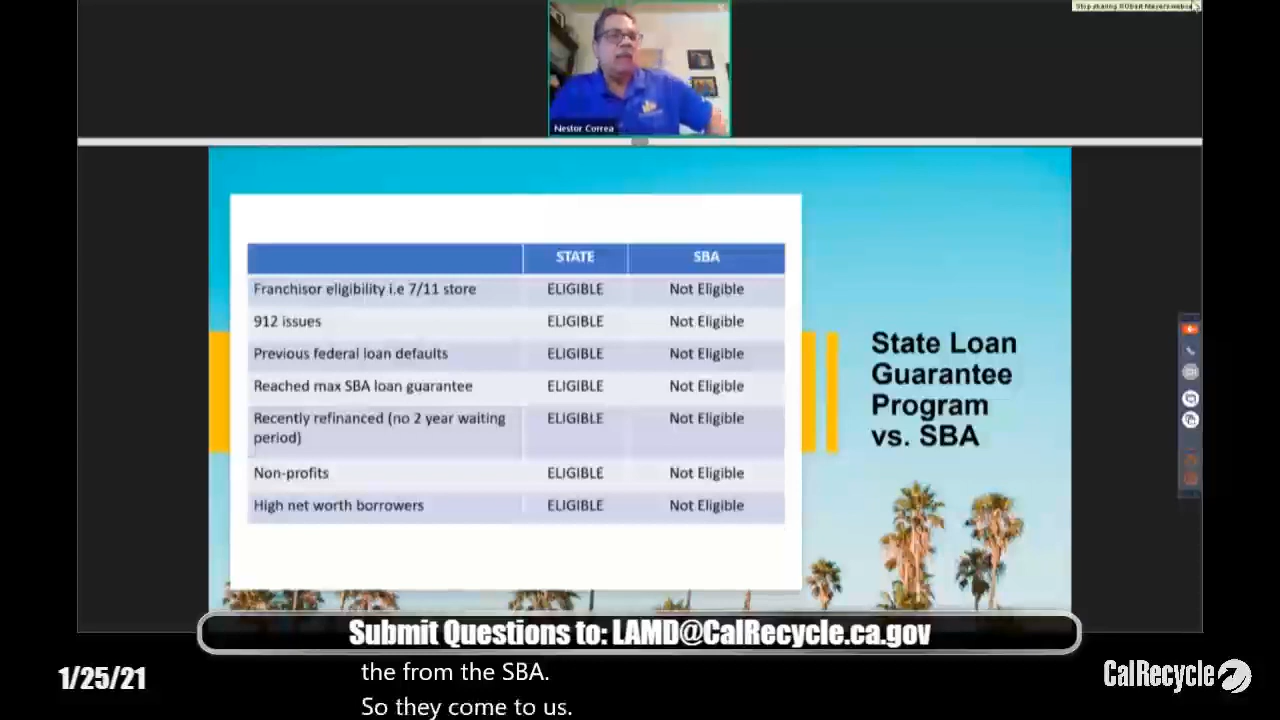 Nestor Correa
STATE SBA
Franchisor eligibility i.e 7/11 store ELIGIBLE Not Eligible
912 issues ELIGIBLE Not Eligible
Previous federal loan defaults ELIGIBLE Not Eligible
Reached max SBA loan guarantee ELIGIBLE Not Eligible
Recently refinanced (no 2 year waiting ELIGIBLE Not Eligible
period)
Non-profits ELIGIBLE Not Eligible
High net worth borrowers ELIGIBLE Not Eligible
State Loan
Guarantee
Program
vs. SBA
Submit Questions to: LAMD@CalRecycle.ca.gov
1/25/21
the from the SBA.
So they come to us.
CalRecycle